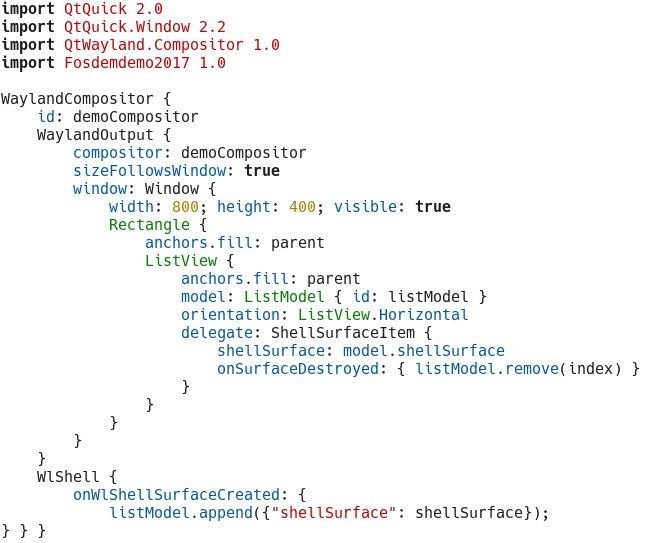 import QtQuick 2.0
import QtQuick.Window 2.2
import QtWayland.Compositor 1.0
import Fosdemdemo2017 1.0

WaylandCompositor {
    id: demoCompositor
    WaylandOutput {
        compositor: demoCompositor
        sizeFollowsWindow: true
        window: Window {
            width: 800; height: 400; visible: true
            Rectangle {
                anchors.fill: parent
                ListView {
                    anchors.fill: parent
                    model: ListModel { id: listModel }
                    orientation: ListView.Horizontal
                    delegate: ShellSurfaceItem {
                        shellSurface: model.shellSurface
                        onSurfaceDestroyed: { listModel.remove(index) }
                    }
                }
            }
        }
    }
    WlShell {
        onWlShellSurfaceCreated: {
            listModel.append({"shellSurface": shellSurface});
} } }